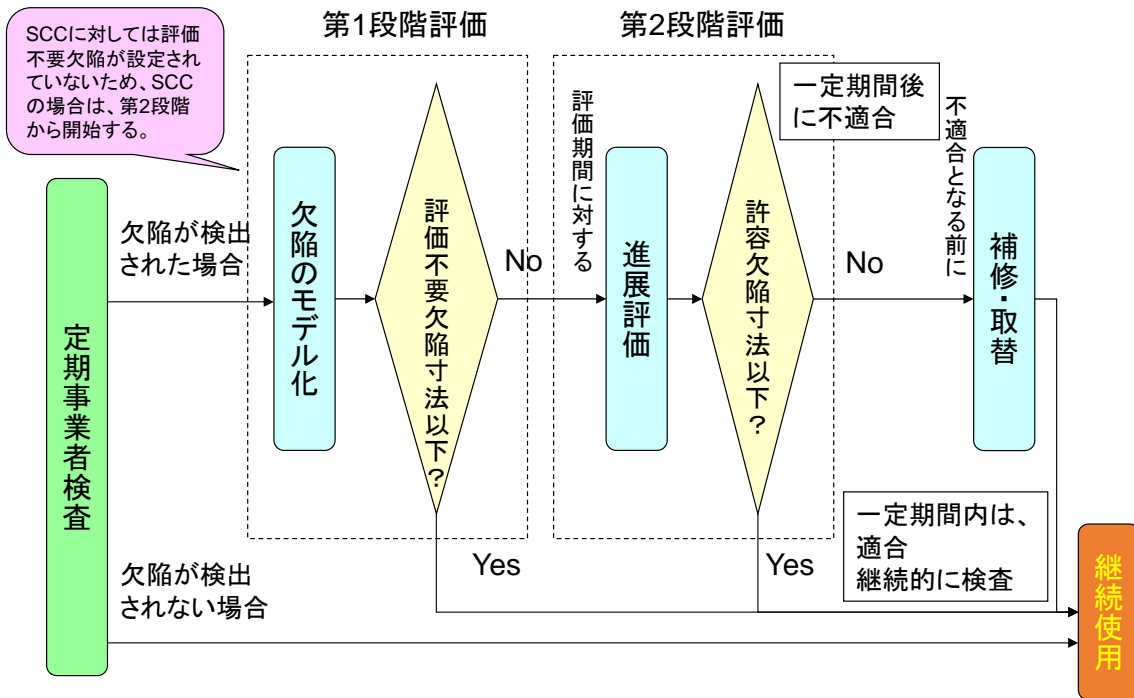 第1段階評価
第2段階評価
SCCに対しては評価
不要欠陥が設定され
ていないため、SCC
の場合は、第2段階
から開始する。
定期事業者検査
欠陥が検出
された場合
欠陥のモデル化
評価不要欠陥寸法以下?
No
Yes
評価期間に対する
進展評価
許容欠陥寸法以下?
No
Yes
一定期間後
に不適合
不適合となる前に
補修・取替
一定期間内は、
適合
継続的に検査
欠陥が検出
されない場合
継続使用